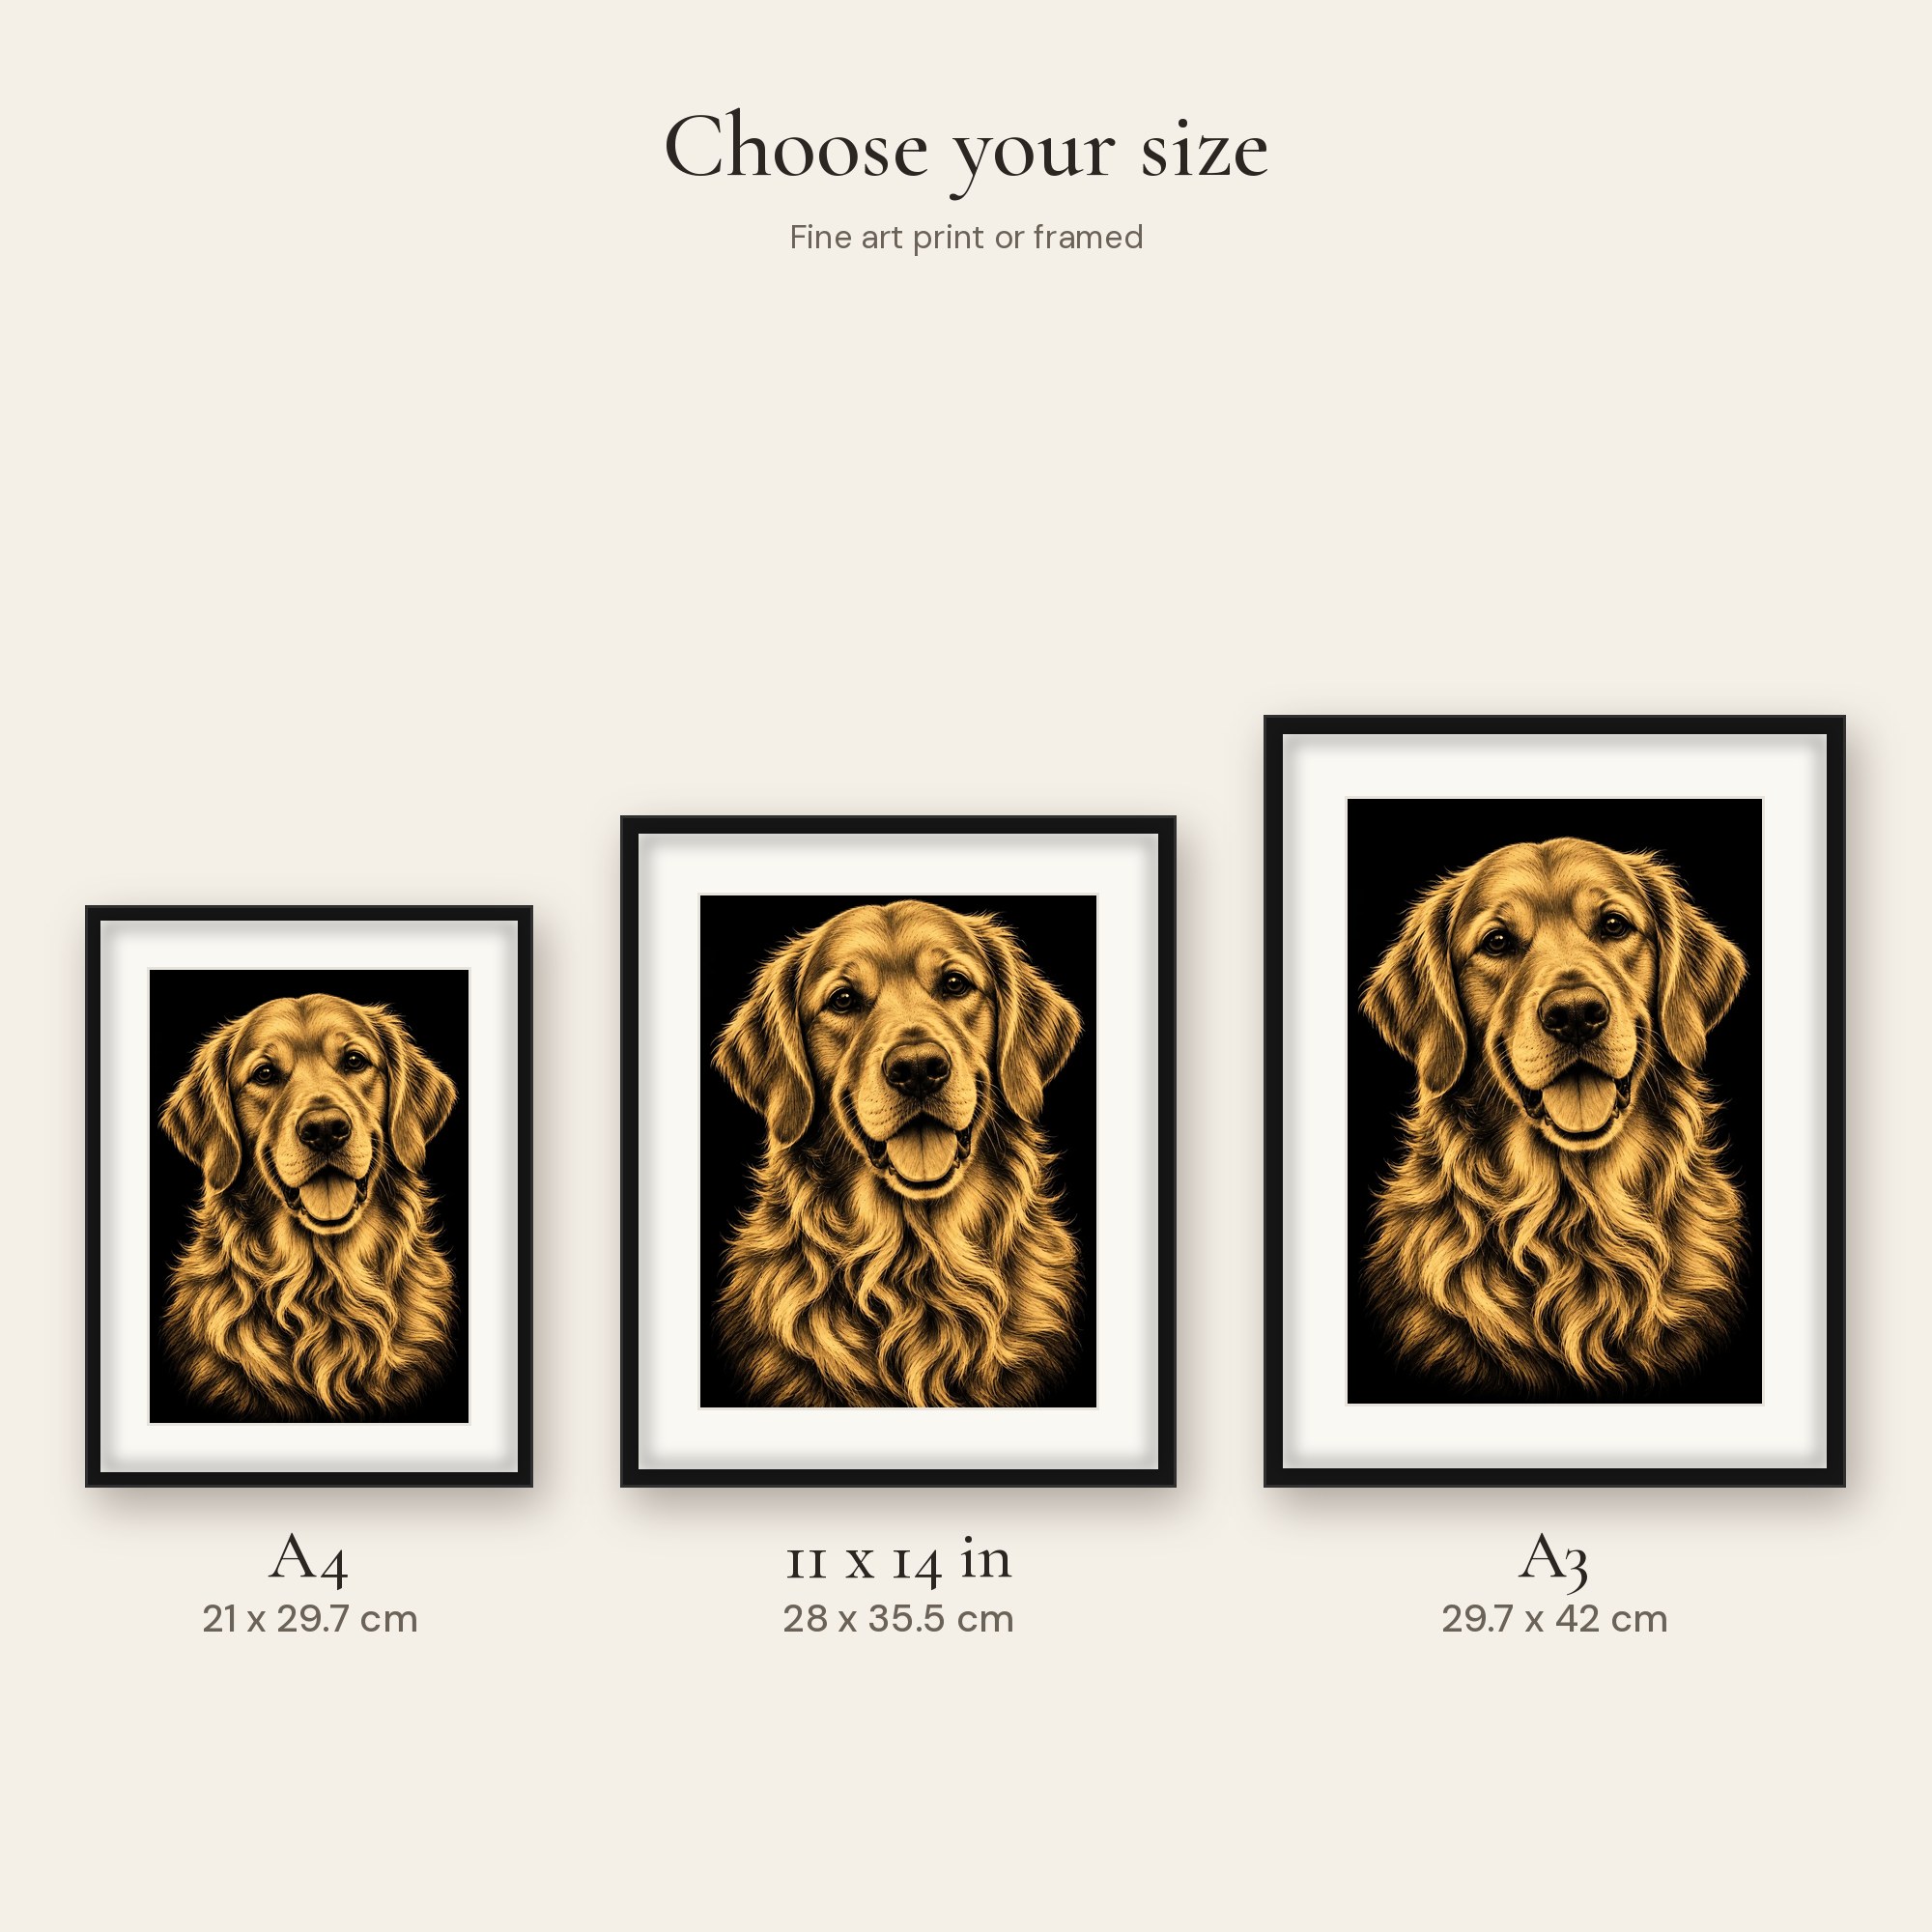 Choose your size
Fine art print or framed
A4
11 x 14 in
A3
21 x 29.7 cm
28 x 35.5 cm
29.7 x 42 cm